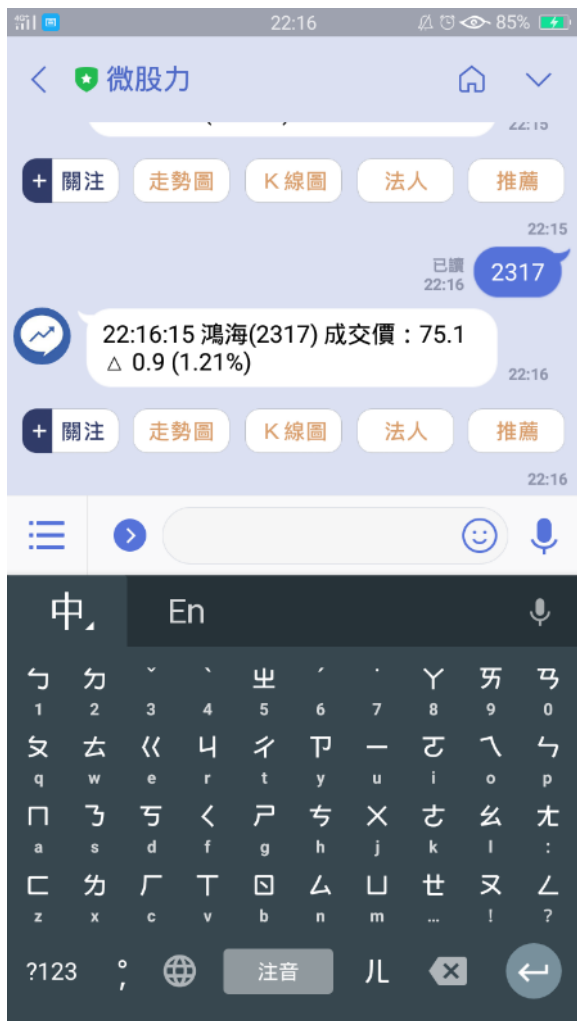 22:16
85%
微股力
22:15
+ 關注 走勢圖 K線圖 法人 推薦
22:15
已讀
22:16
2317
22:16:15 鴻海(2317) 成交價：75.1
△ 0.9 (1.21%)
22:16
+ 關注 走勢圖 K線圖 法人 推薦
22:16
中 En
ㄅ ㄉ ˇ ˋ ㄓ ˊ ˙ ㄚ ㄞ ㄢ
1 2 3 4 5 6 7 8 9 0
ㄆ ㄊ ㄍ ㄐ ㄔ ㄗ ㄧ ㄛ ㄟ ㄣ
q w e r t y u i o p
ㄇ ㄋ ㄎ ㄑ ㄕ ㄘ ㄨ ㄜ ㄠ ㄤ
a s d f g h j k l :
ㄈ ㄌ ㄏ ㄒ ㄖ ㄙ ㄩ ㄝ ㄡ ㄥ
z x c v b n m … ! ?
?123 °, 注音 ㄦ